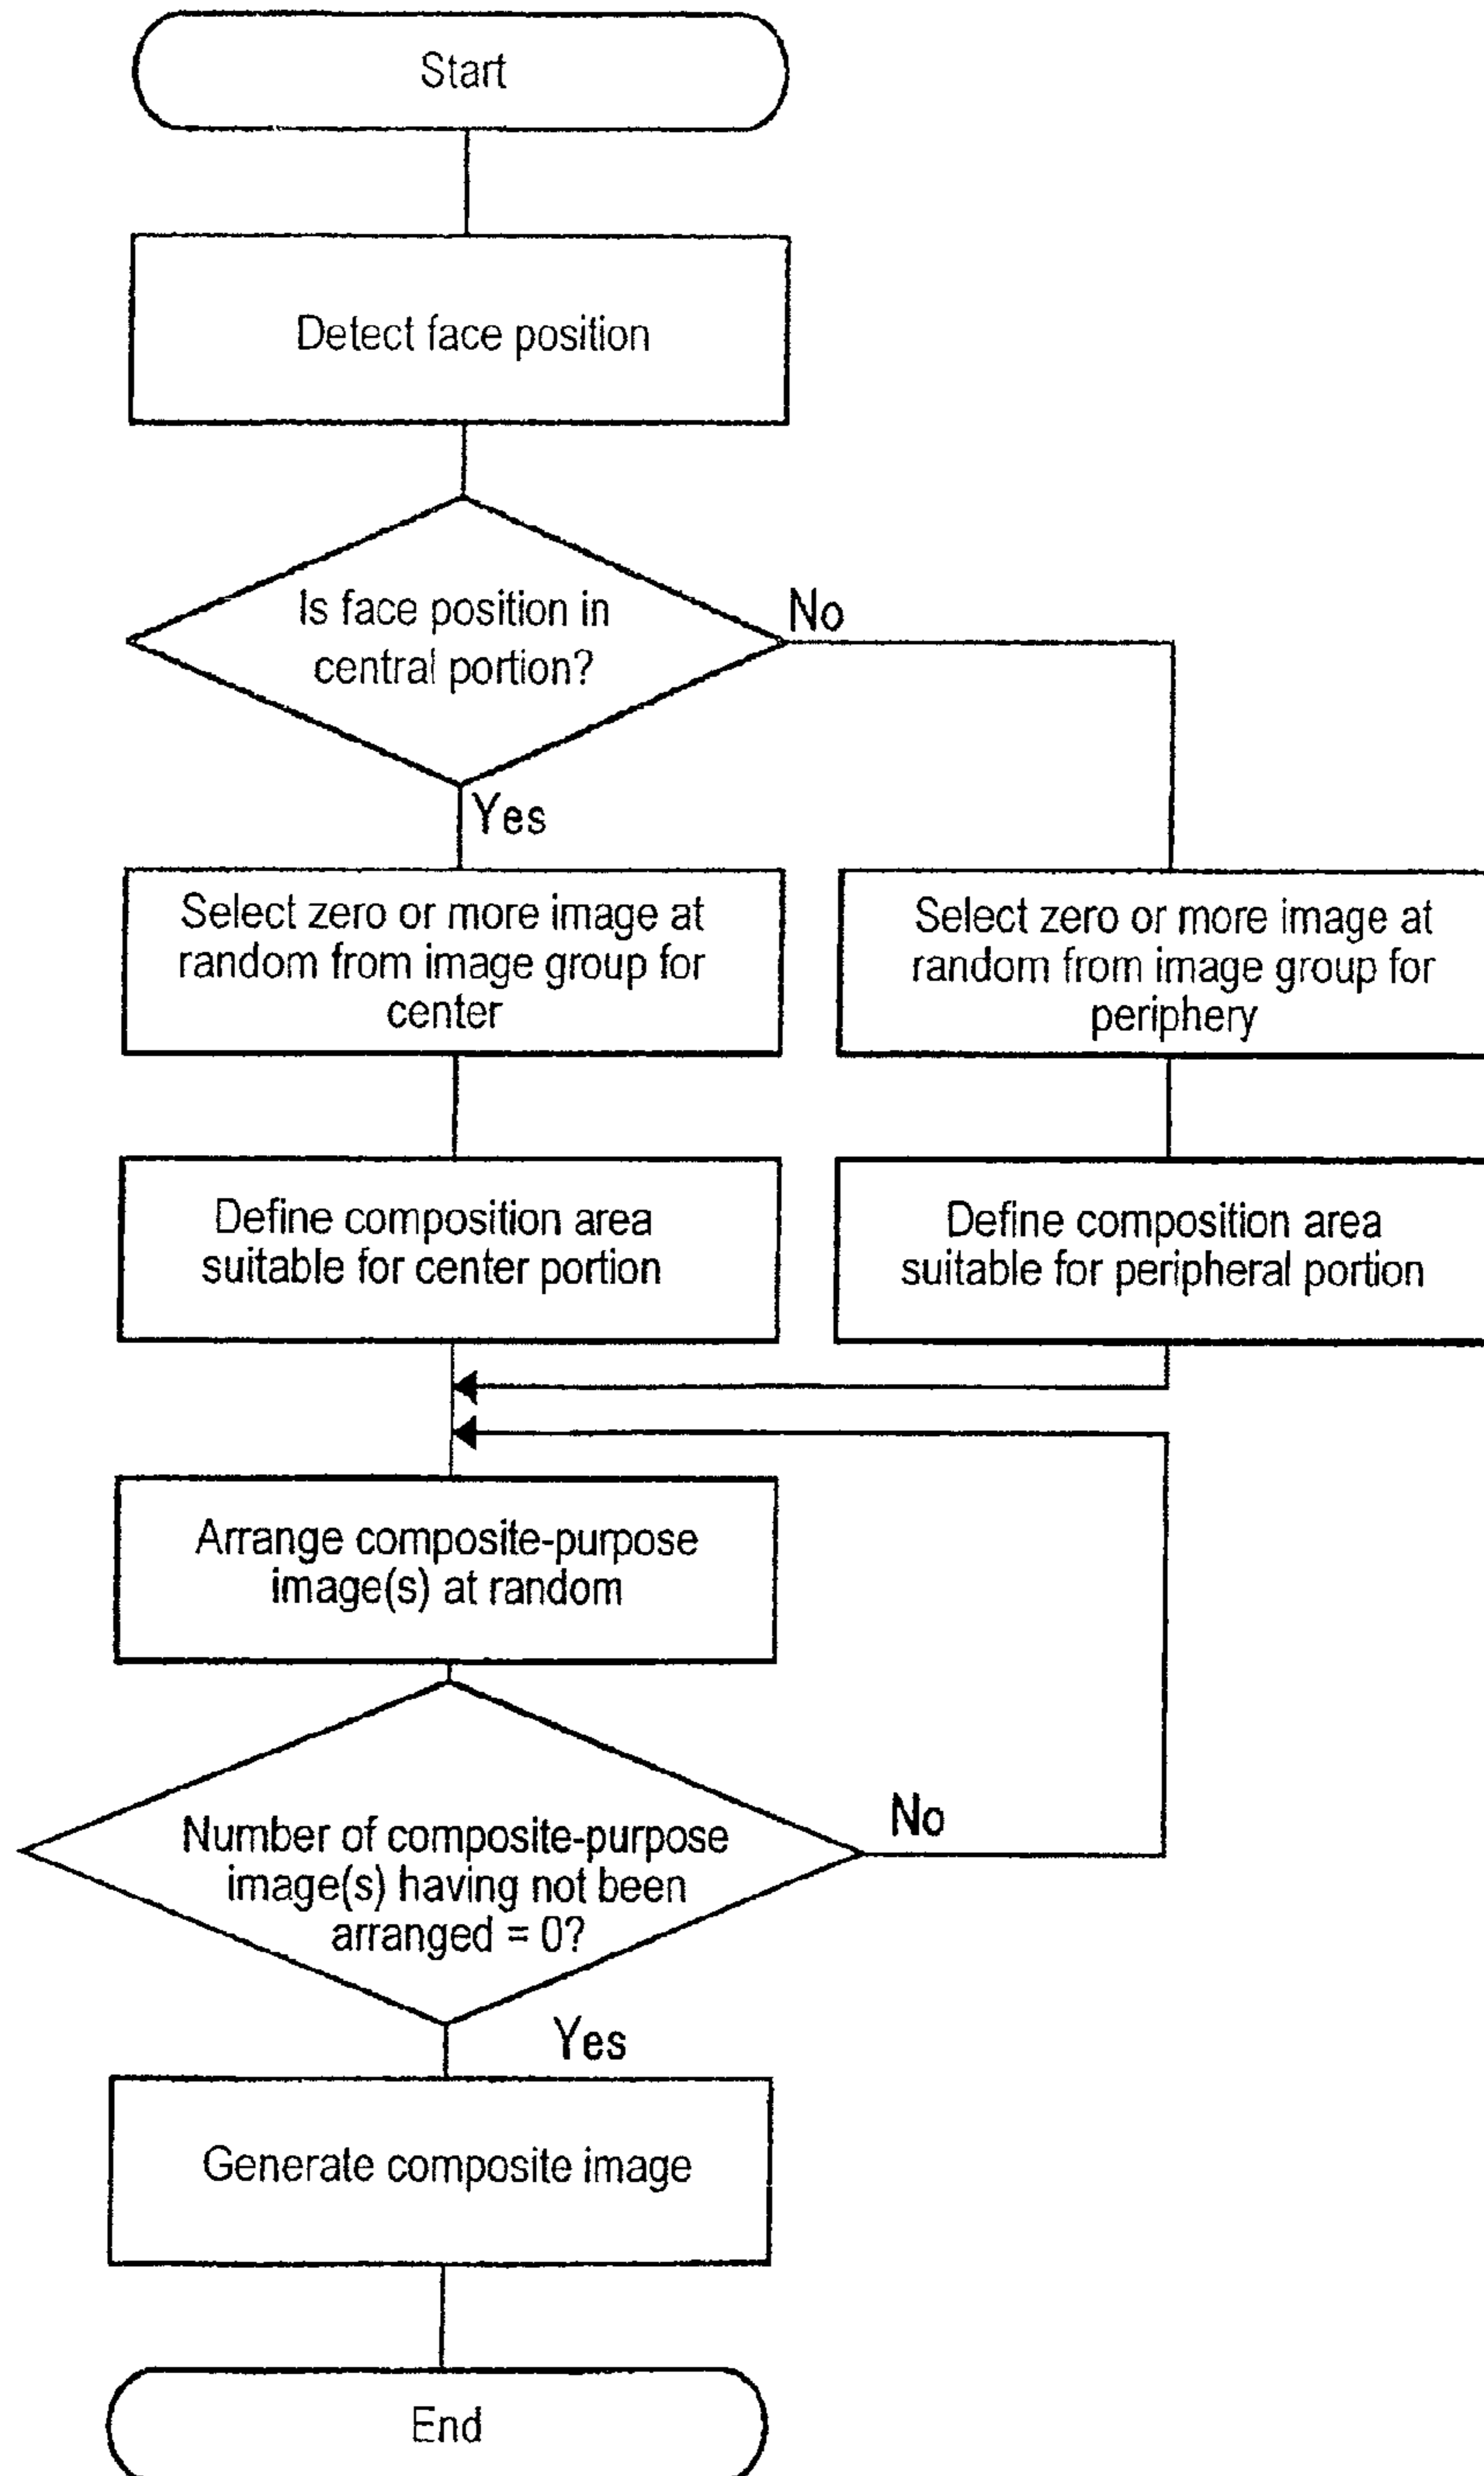 Start
Detect face position
Is face position in
central portion?
No
Yes
Select zero or more image at
random from image group for
center
Select zero or more image at
random from image group for
periphery
Define composition area
suitable for center portion
Define composition area
suitable for peripheral portion
Arrange composite-purpose
image(s) at random
Number of composite-purpose
image(s) having not been
arranged = 0?
No
Yes
Generate composite image
End